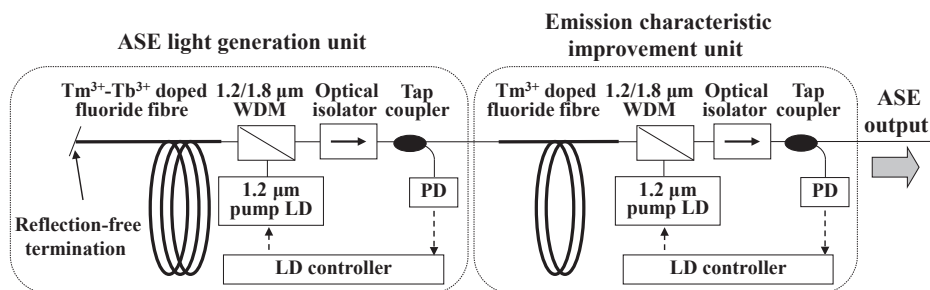 ASE light generation unit
Emission characteristic
improvement unit
Tm³⁺-Tb³⁺ doped
fluoride fibre
1.2/1.8 μm
WDM
Optical
isolator
Tap
coupler
Tm³⁺ doped
fluoride fibre
1.2/1.8 μm
WDM
Optical
isolator
Tap
coupler
ASE
output
1.2 μm
pump LD
PD
1.2 μm
pump LD
PD
Reflection-free
termination
LD controller
LD controller